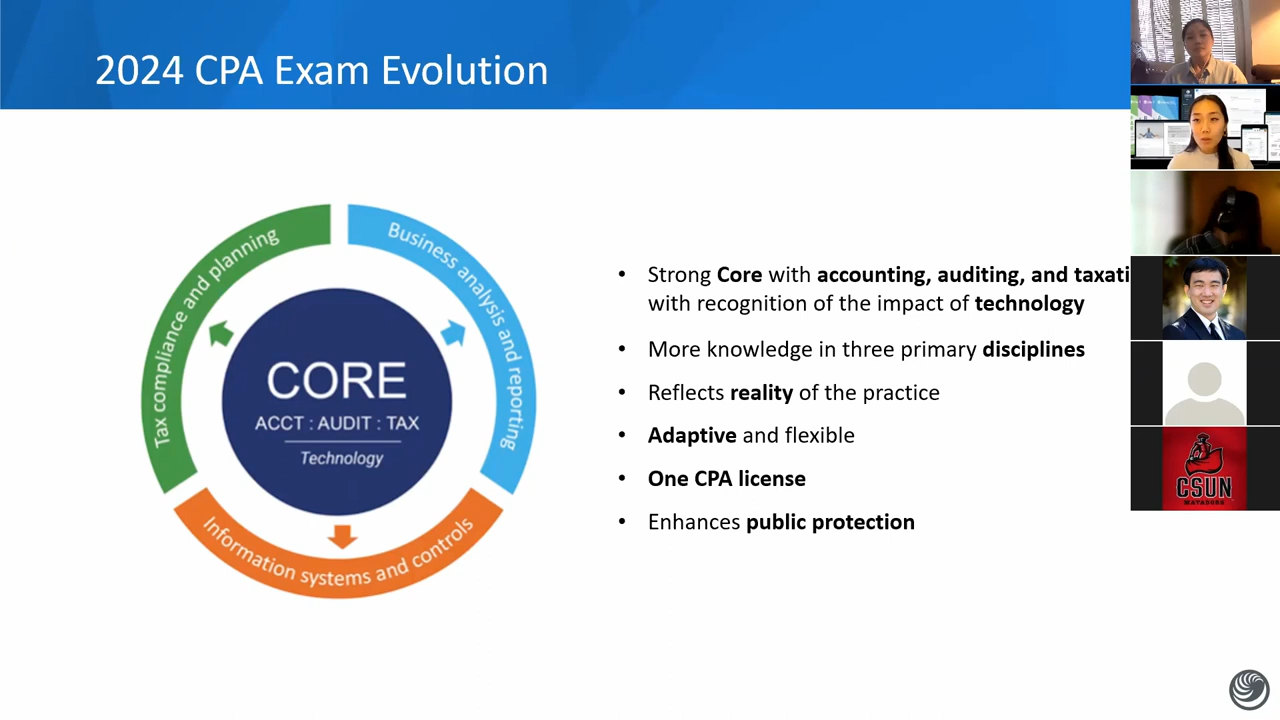 2024 CPA Exam Evolution
Tax compliance and planning
Business analysis and reporting
CORE
ACCT : AUDIT : TAX
Technology
Information systems and controls
• Strong Core with accounting, auditing, and taxati
with recognition of the impact of technology
• More knowledge in three primary disciplines
• Reflects reality of the practice
• Adaptive and flexible
• One CPA license
• Enhances public protection
CSUN
MATADORS